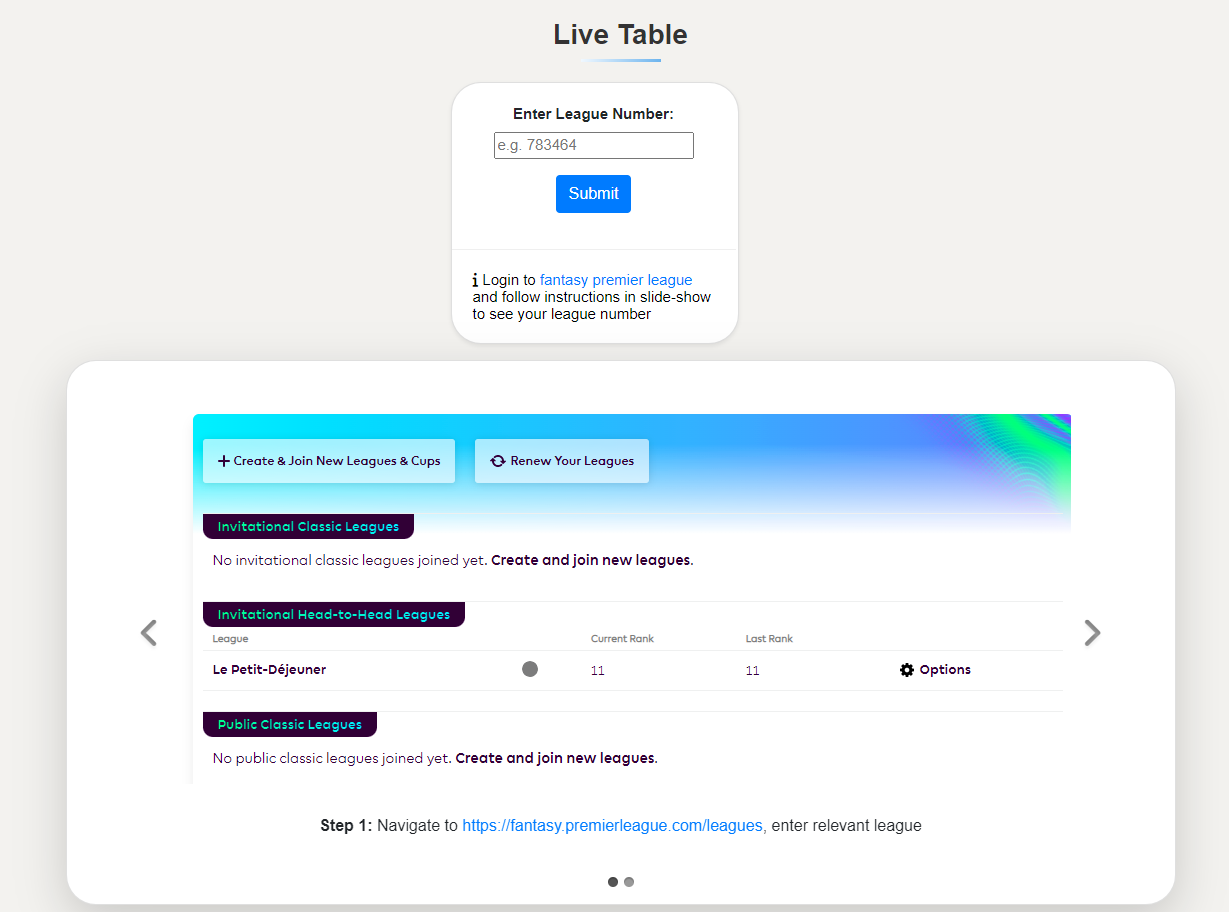 Live Table
Enter League Number:
e.g. 783464
Submit
i Login to fantasy premier league
and follow instructions in slide-show
to see your league number
Create & Join New Leagues & Cups
Renew Your Leagues
Invitational Classic Leagues
No invitational classic leagues joined yet. Create and join new leagues.
Invitational Head-to-Head Leagues
League Current Rank Last Rank
Le Petit-Déjeuner 11 11 Options
Public Classic Leagues
No public classic leagues joined yet. Create and join new leagues.
Step 1: Navigate to https://fantasy.premierleague.com/leagues, enter relevant league